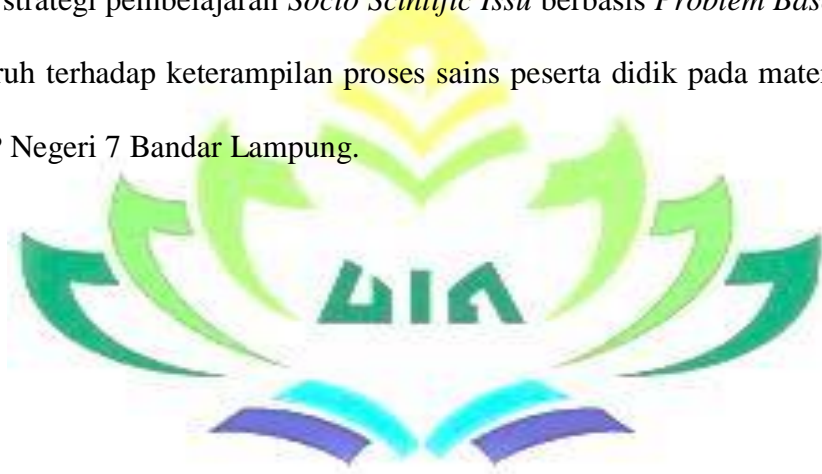 strategi pembelajaran Socio Scintific Issu berbasis Problem Base
ruh terhadap keterampilan proses sains peserta didik pada mater
Negeri 7 Bandar Lampung.
UIN